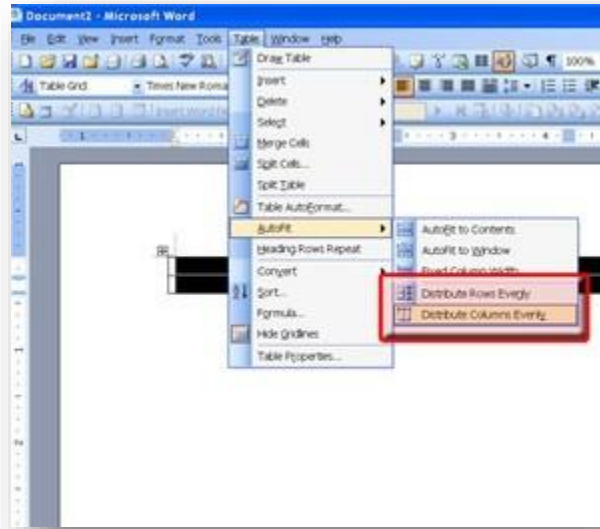 Document2 - Microsoft Word
File Edit View Insert Format Tools Table Window Help
Draw Table
100%
Table Grid Times New Roma
Insert
Delete
Select
Merge Cells
Split Cells...
Split Table
Table AutoFormat...
AutoFit
AutoFit to Contents
Heading Rows Repeat
AutoFit to Window
Convert
Fixed Column Width
Sort...
Distribute Rows Evenly
Formula...
Distribute Columns Evenly
Hide Gridlines
Table Properties...